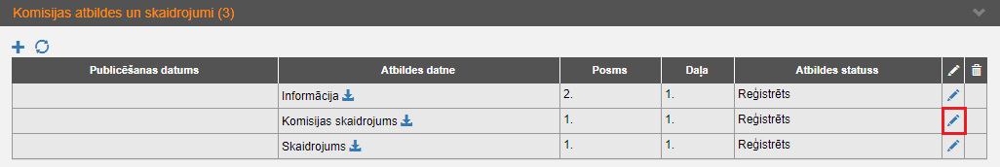 Komisijas atbildes un skaidrojumi (3)
Publicēšanas datums Atbildes datne Posms Daļa Atbildes statuss
Informācija 2. 1. Reģistrēts
Komisijas skaidrojums 1. 1. Reģistrēts
Skaidrojums 1. 1. Reģistrēts